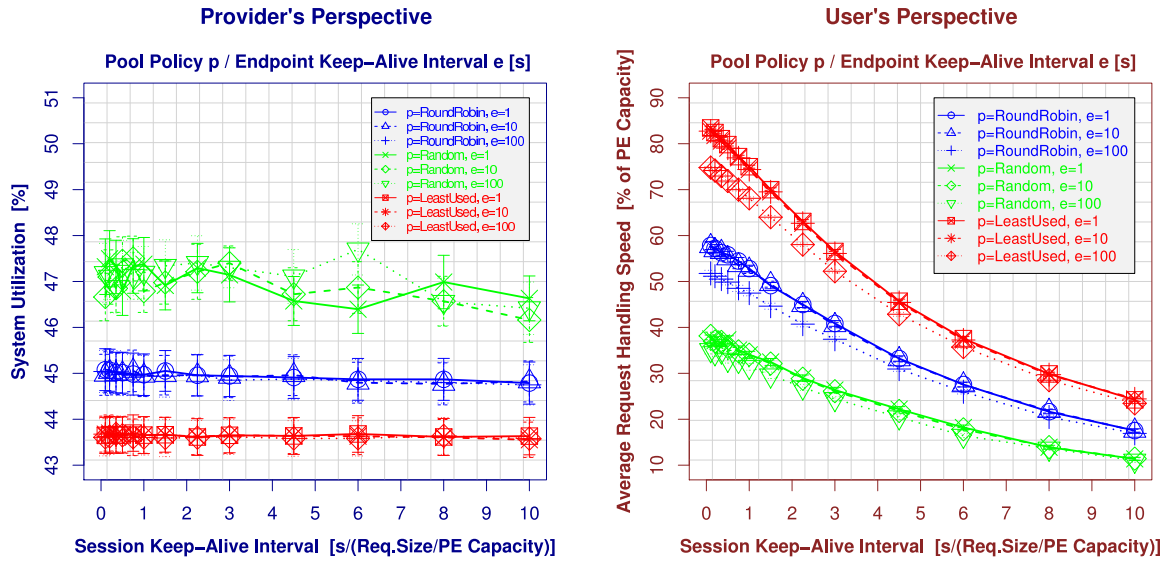 Provider's Perspective
Pool Policy p / Endpoint Keep−Alive Interval e [s]
System Utilization [%]
51
50
49
48
47
46
45
44
43
p=RoundRobin, e=1
p=RoundRobin, e=10
p=RoundRobin, e=100
p=Random, e=1
p=Random, e=10
p=Random, e=100
p=LeastUsed, e=1
p=LeastUsed, e=10
p=LeastUsed, e=100
0 1 2 3 4 5 6 7 8 9 10
Session Keep−Alive Interval [s/(Req.Size/PE Capacity)]
User's Perspective
Pool Policy p / Endpoint Keep−Alive Interval e [s]
Average Request Handling Speed [% of PE Capacity]
90
80
70
60
50
40
30
20
10
p=RoundRobin, e=1
p=RoundRobin, e=10
p=RoundRobin, e=100
p=Random, e=1
p=Random, e=10
p=Random, e=100
p=LeastUsed, e=1
p=LeastUsed, e=10
p=LeastUsed, e=100
0 1 2 3 4 5 6 7 8 9 10
Session Keep−Alive Interval [s/(Req.Size/PE Capacity)]